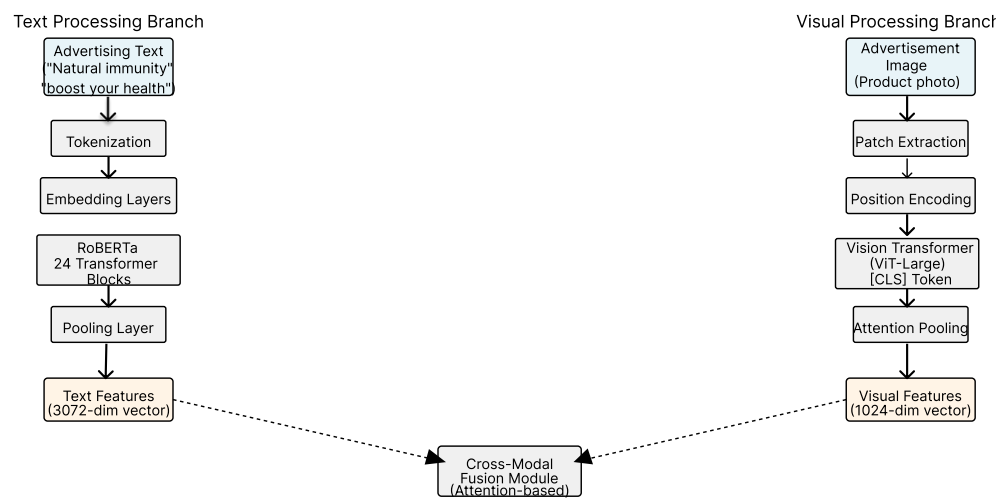 Text Processing Branch
Advertising Text
("Natural immunity"
"boost your health")
Tokenization
Embedding Layers
RoBERTa
24 Transformer
Blocks
Pooling Layer
Text Features
(3072-dim vector)
Visual Processing Branch
Advertisement
Image
(Product photo)
Patch Extraction
Position Encoding
Vision Transformer
(ViT-Large)
[CLS] Token
Attention Pooling
Visual Features
(1024-dim vector)
Cross-Modal
Fusion Module
(Attention-based)